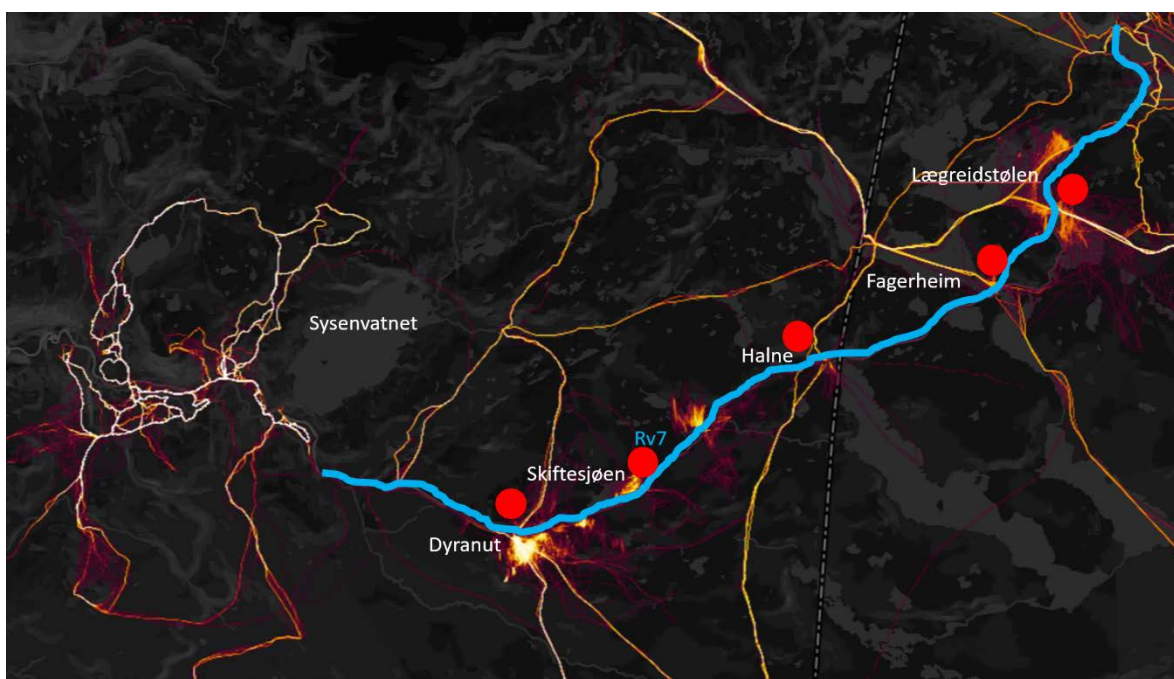 Lægreidstølen
Fagerheim
Sysenvatnet
Halne
Rv7
Skiftesjøen
Dyranut